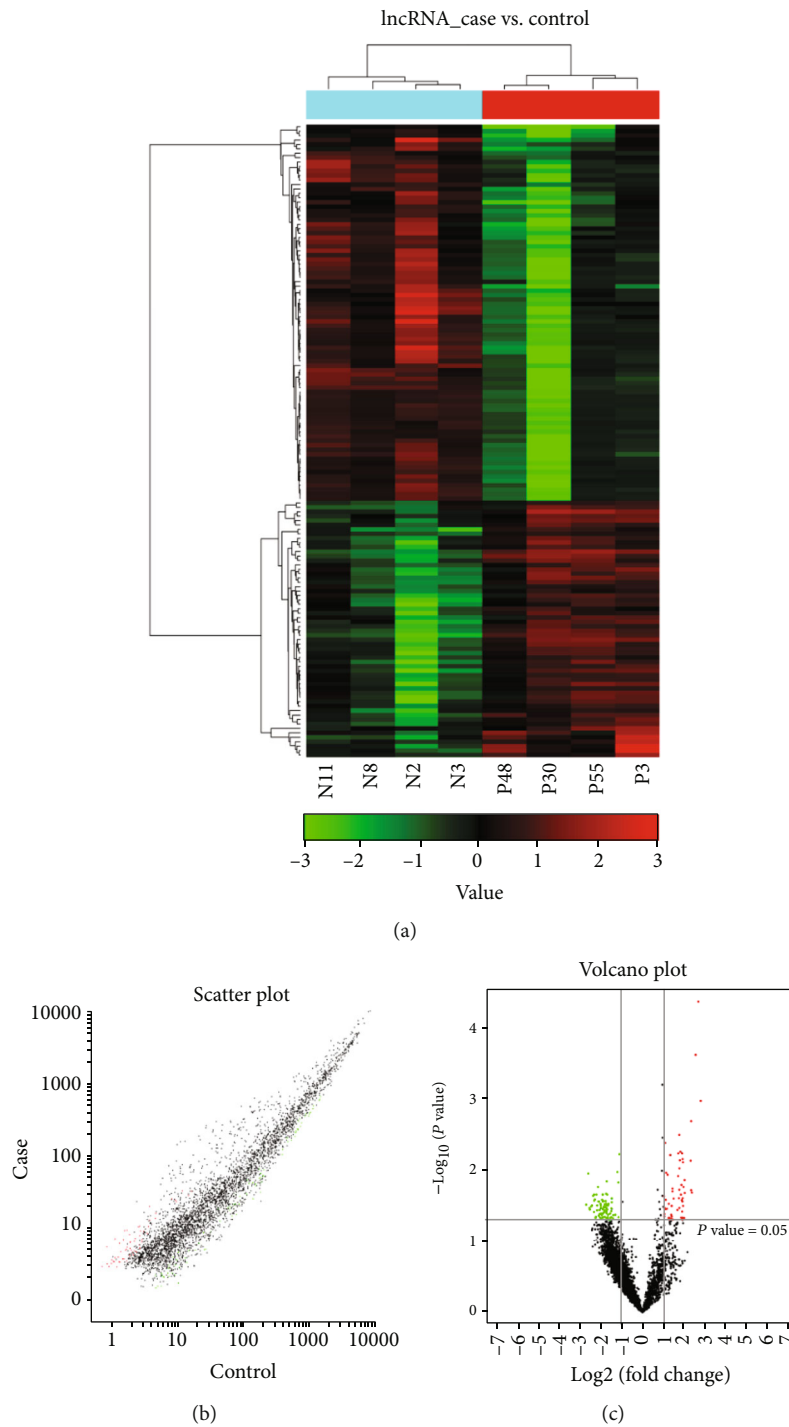 lncRNA_case vs. control
N11 N8 N2 N3 P48 P30 P55 P3
−3 −2 −1 0 1 2 3
Value
(a)
Scatter plot
10000
1000
100
10
0
Case
1 10 100 1000 10000
Control
(b)
Volcano plot
4
3
2
1
0
−Log10 (P value)
P value = 0.05
−7 −6 −5 −4 −3 −2 −1 0 1 2 3 4 5 6 7
Log2 (fold change)
(c)